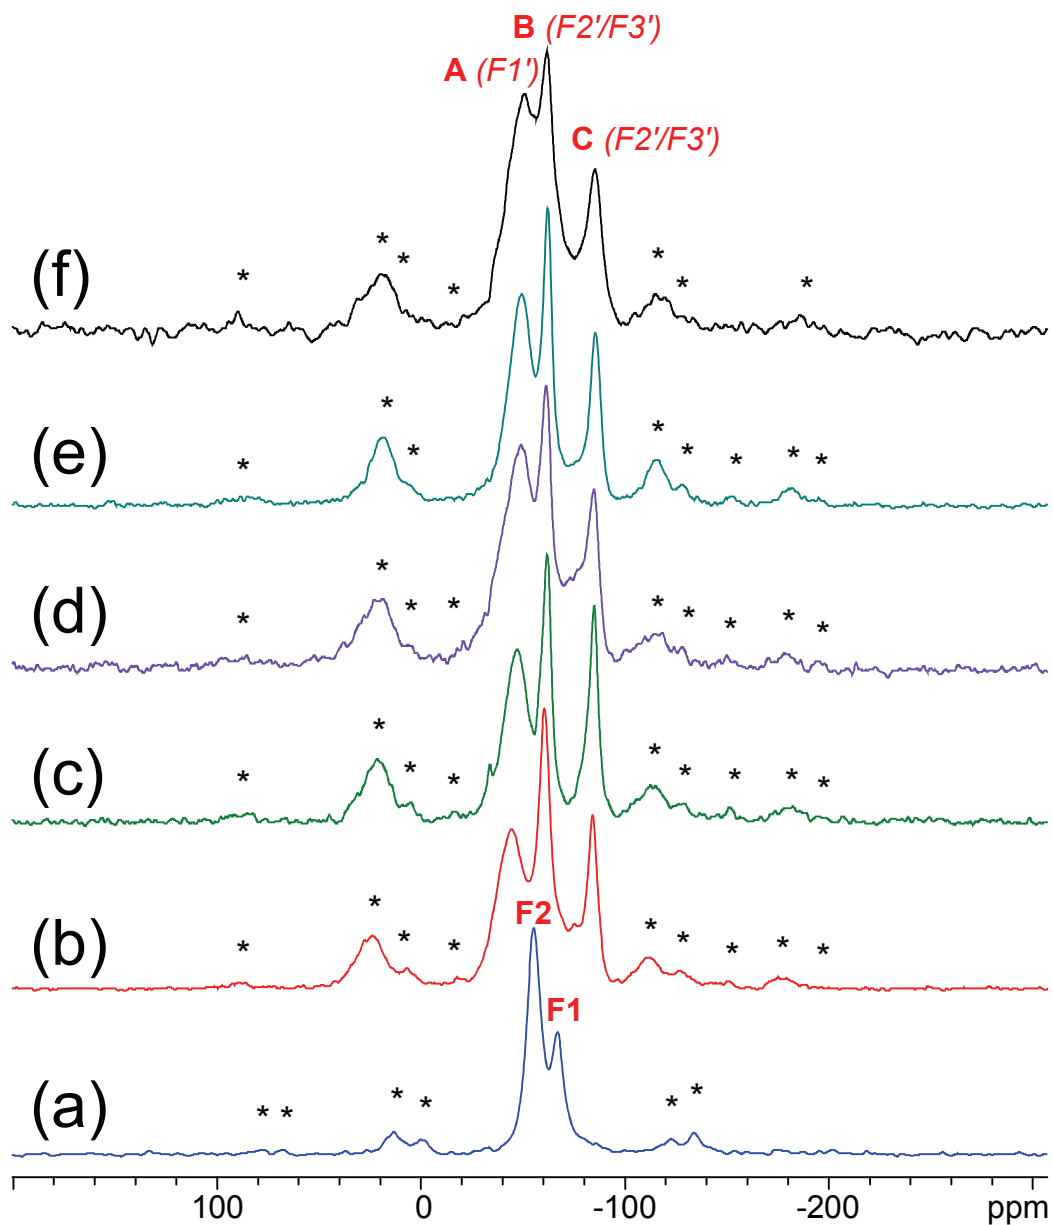 B (F2'/F3')
A (F1')
C (F2'/F3')
* * * * * * *
(f)
* * * * * * * *
(e)
* * * * * * * * *
(d)
* * * * * * * * *
(c)
* * * * * * * * *
(b)
F2
F1
* * * * * *
(a)
100 0 -100 -200 ppm